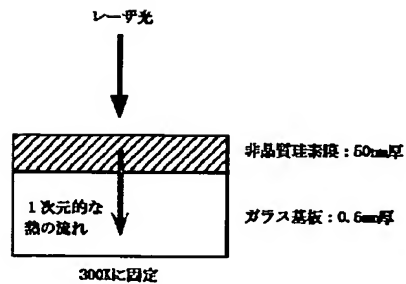 レーザ光
非晶質珪素膜：50nm厚
1次元的な
熱の流れ
ガラス基板：0.5mm厚
300Kに固定